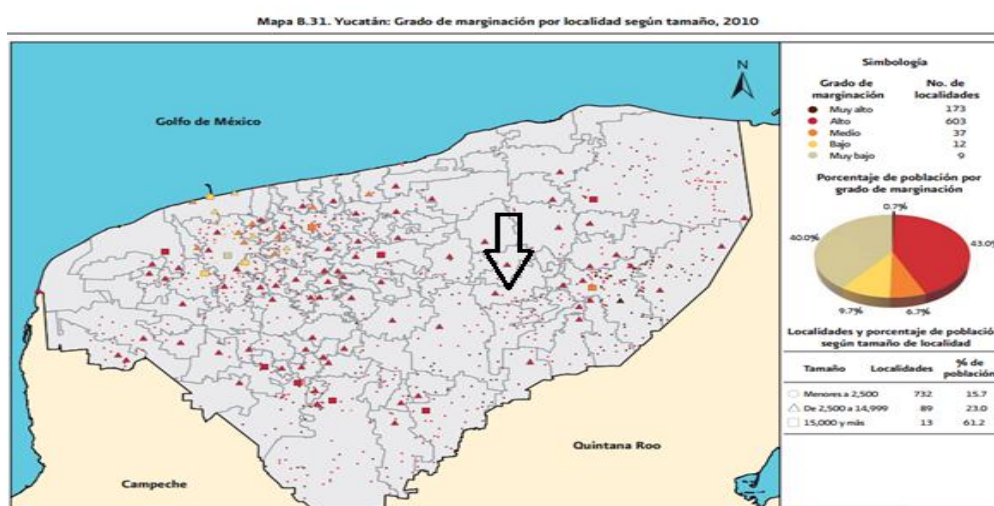 Mapa B.31. Yucatán: Grado de marginación por localidad según tamaño, 2010
Golfo de México
N
Quintana Roo
Campeche
Simbología
Grado de marginación No. de localidades
Muy alto 173
Alto 603
Medio 37
Bajo 12
Muy bajo 9
Porcentaje de población por
grado de marginación
0.7%
40.0%
43.0%
9.7%
6.7%
Localidades y porcentaje de población
según tamaño de localidad
Tamaño Localidades % de población
Menores a 2,500 732 15.7
De 2,500 a 14,999 89 23.0
15,000 y más 13 61.2